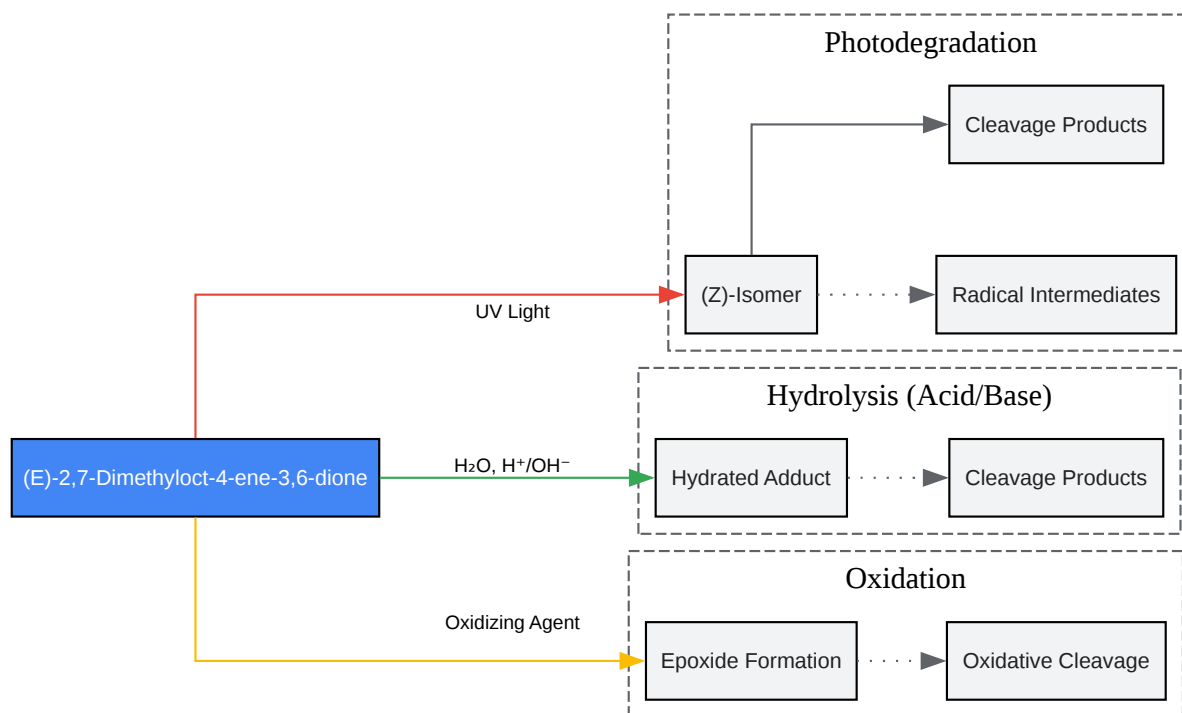 Photodegradation
Cleavage Products
(Z)-Isomer
Radical Intermediates
UV Light
Hydrolysis (Acid/Base)
(E)-2,7-Dimethyloct-4-ene-3,6-dione
H₂O, H⁺/OH⁻
Hydrated Adduct
Cleavage Products
Oxidation
Oxidizing Agent
Epoxide Formation
Oxidative Cleavage